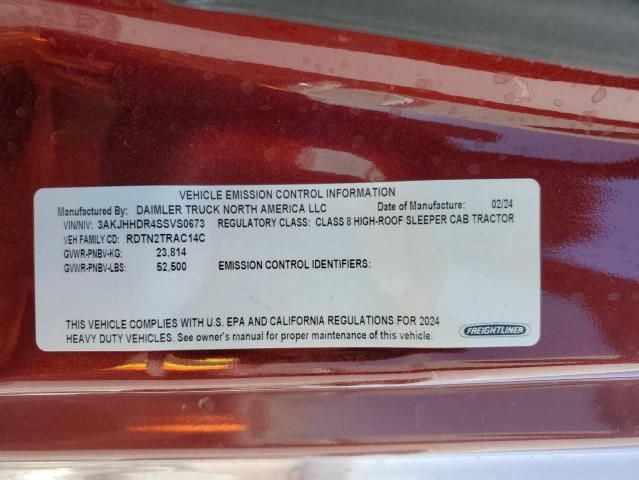 VEHICLE EMISSION CONTROL INFORMATION
Manufactured By: DAIMLER TRUCK NORTH AMERICA LLC Date of Manufacture: 02/24
VIN/NIV: 3AKJHHDR4SSVS0673 REGULATORY CLASS: CLASS 8 HIGH-ROOF SLEEPER CAB TRACTOR
VEH FAMILY CD: RDTN2TRAC14C
GVWR-PNBV-KG: 23,814
GVWR-PNBV-LBS: 52,500 EMISSION CONTROL IDENTIFIERS:
THIS VEHICLE COMPLIES WITH U.S. EPA AND CALIFORNIA REGULATIONS FOR 2024
HEAVY DUTY VEHICLES. See owner's manual for proper maintenance of this vehicle.
FREIGHTLINER